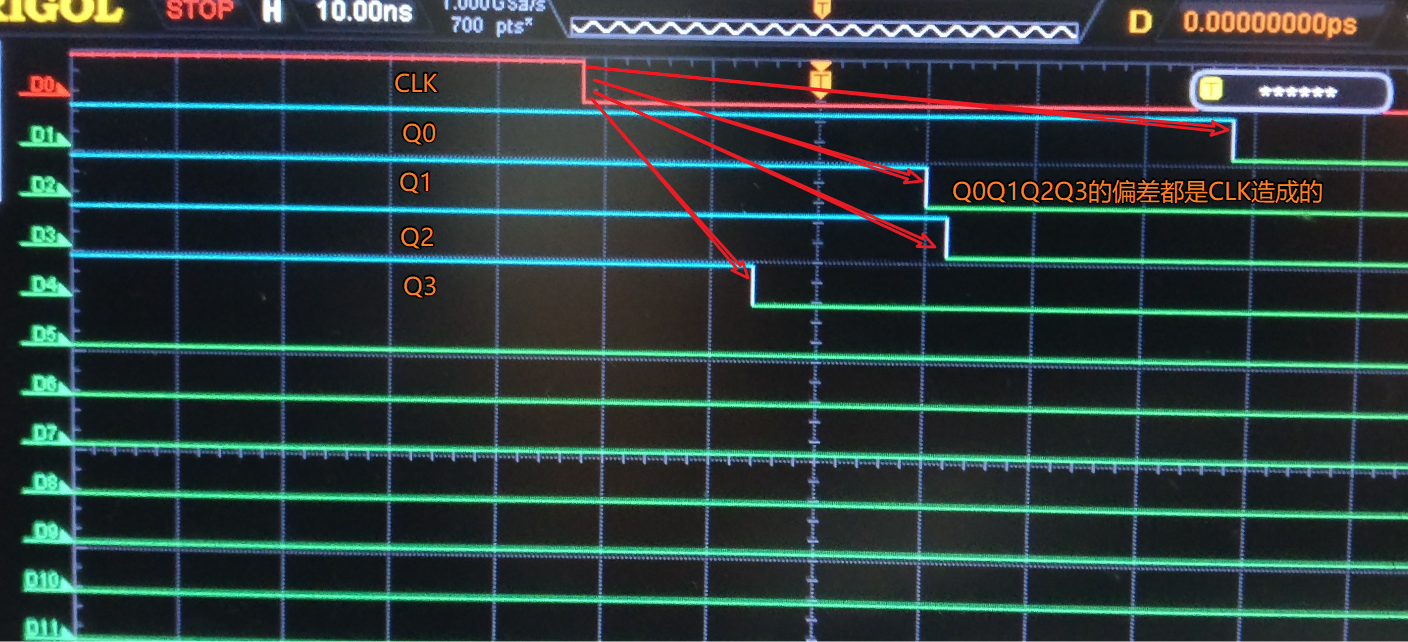 RIGOL STOP H 10.00ns 1.000GSa/s 700 pts* T D 0.00000000ps
D0 CLK T T ******
D1 Q0
D2 Q1 Q0Q1Q2Q3的偏差都是CLK造成的
D3 Q2
D4 Q3
D5
D6
D7
D8
D9
D10
D11